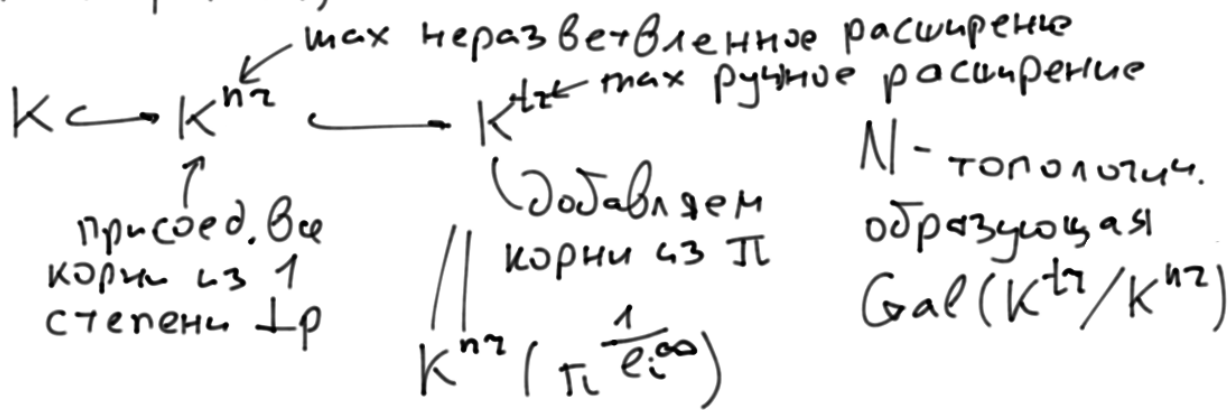 max неразветвленное расширение
K ↪ K^{nr} ↪ K^{tr} max ручное расширение
присоед. все
корни из 1
степени ⊥p
добавляем
корни из π
K^{nr}(π^{1/ℓ_i^∞})
N - топологич.
образующая
Gal(K^{tr}/K^{nr})